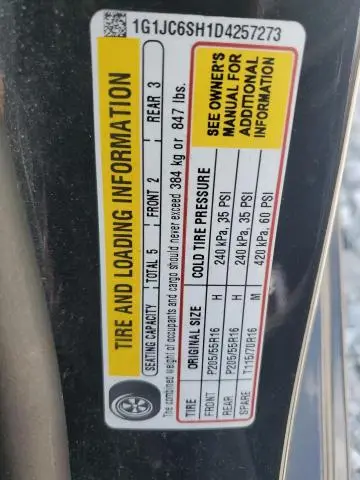 1G1JC6SH1D4257273
TIRE AND LOADING INFORMATION
SEATING CAPACITY TOTAL 5 FRONT 2 REAR 3
The combined weight of occupants and cargo should never exceed 384 kg or 847 lbs.
TIRE ORIGINAL SIZE COLD TIRE PRESSURE
FRONT P205/55R16 H 240 kPa, 35 PSI
REAR P205/55R16 H 240 kPa, 35 PSI
SPARE T115/70R16 M 420 kPa, 60 PSI
SEE OWNER'S
MANUAL FOR
ADDITIONAL
INFORMATION